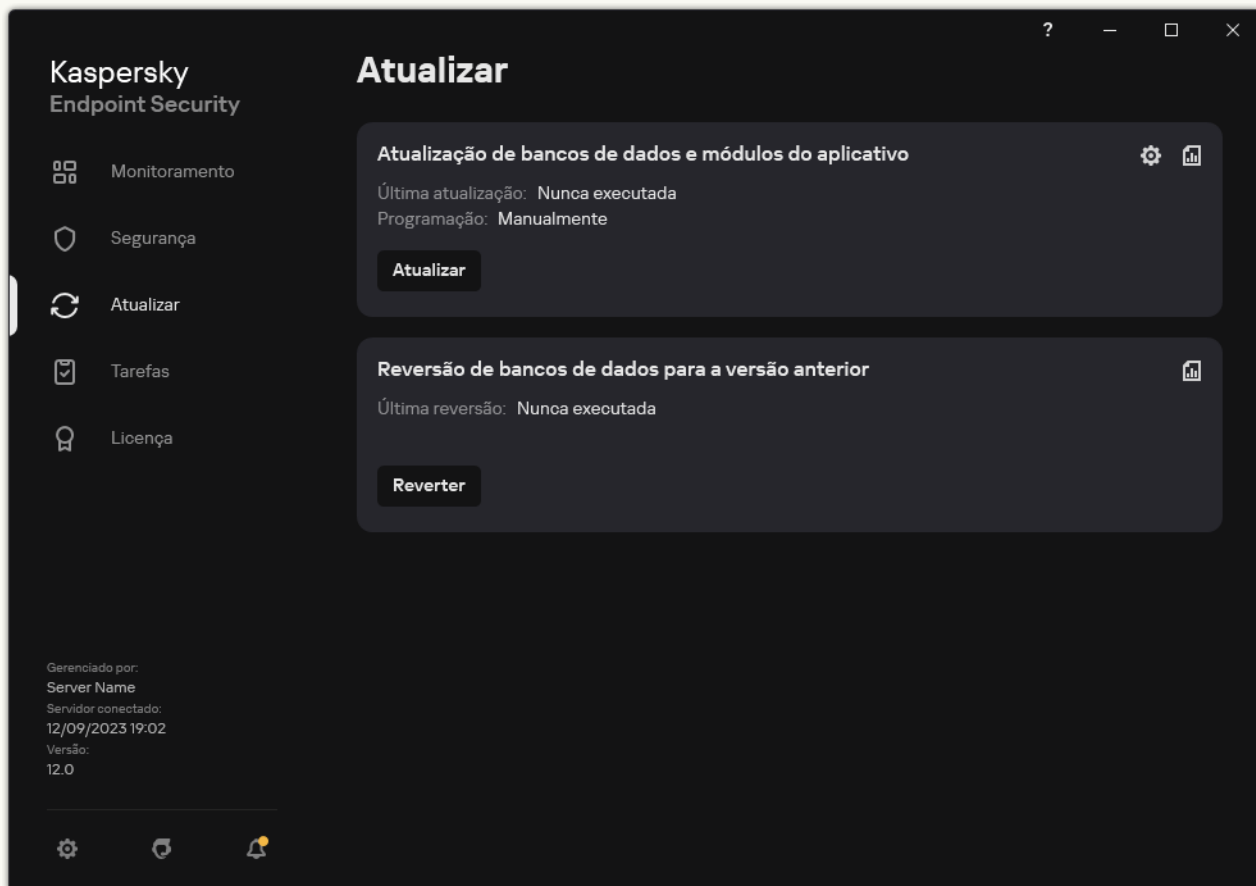 ?
Kaspersky
Endpoint Security
Monitoramento
Segurança
Atualizar
Tarefas
Licença
Gerenciado por:
Server Name
Servidor conectado:
12/09/2023 19:02
Versão:
12.0
Atualizar
Atualização de bancos de dados e módulos do aplicativo
Última atualização: Nunca executada
Programação: Manualmente
Atualizar
Reversão de bancos de dados para a versão anterior
Última reversão: Nunca executada
Reverter